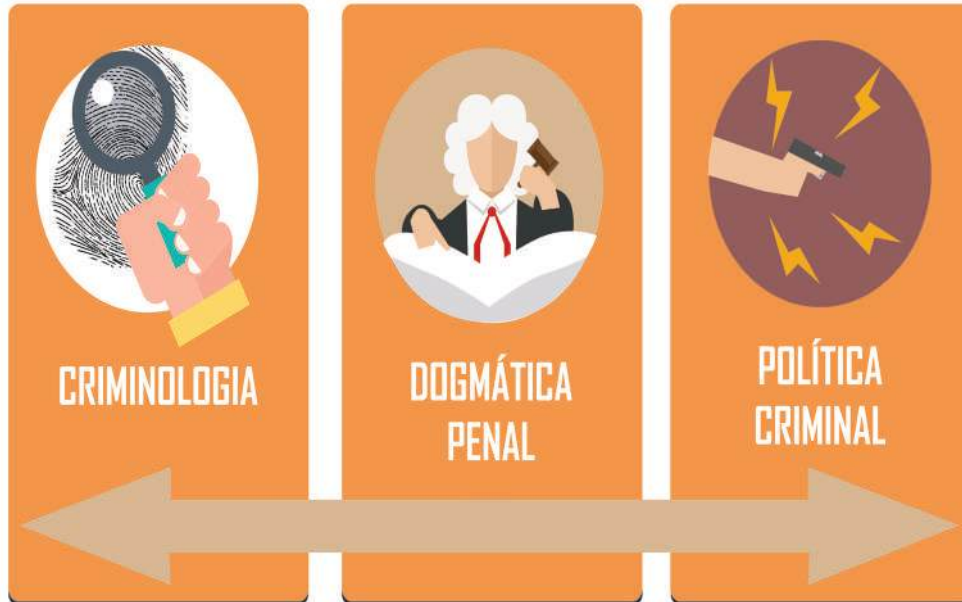 CRIMINOLOGIA
DOGMÁTICA
PENAL
POLÍTICA
CRIMINAL